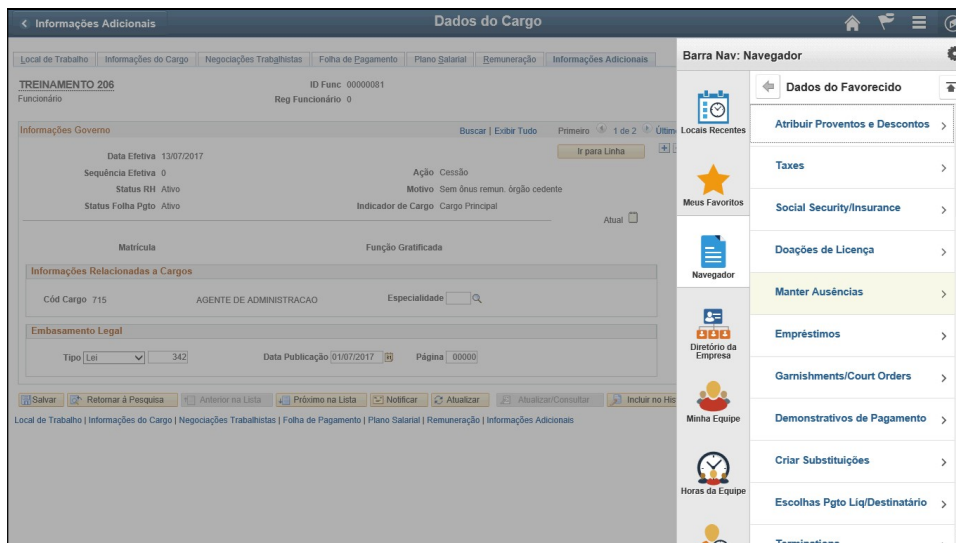 Informações Adicionais
Dados do Cargo
Local de Trabalho Informações do Cargo Negociações Trabalhistas Folha de Pagamento Plano Salarial Remuneração Informações Adicionais
TREINAMENTO 206 ID Func 00000081
Funcionário Reg Funcionário 0
Informações Governo Buscar | Exibir Tudo Primeiro 1 de 2
Ir para Linha
Data Efetiva 13/07/2017
Sequência Efetiva 0 Ação Cessão
Status RH Ativo Motivo Sem ônus remun. órgão cedente
Status Folha Pgto Ativo Indicador de Cargo Cargo Principal
Atual
Matrícula Função Gratificada
Informações Relacionadas a Cargos
Cód Cargo 715 AGENTE DE ADMINISTRACAO Especialidade
Embasamento Legal
Tipo Lei 342 Data Publicação 01/07/2017 Página 00000
Salvar Retornar à Pesquisa Anterior na Lista Próximo na Lista Notificar Atualizar Atualizar/Consultar Incluir no His
Local de Trabalho | Informações do Cargo | Negociações Trabalhistas | Folha de Pagamento | Plano Salarial | Remuneração | Informações Adicionais
Barra Nav: Navegador
Locais Recentes
Meus Favoritos
Navegador
Diretório da
Empresa
Minha Equipe
Horas da Equipe
Dados do Favorecido
Atribuir Proventos e Descontos
Taxes
Social Security/Insurance
Doações de Licença
Manter Ausências
Empréstimos
Garnishments/Court Orders
Demonstrativos de Pagamento
Criar Substituições
Escolhas Pgto Líq/Destinatário